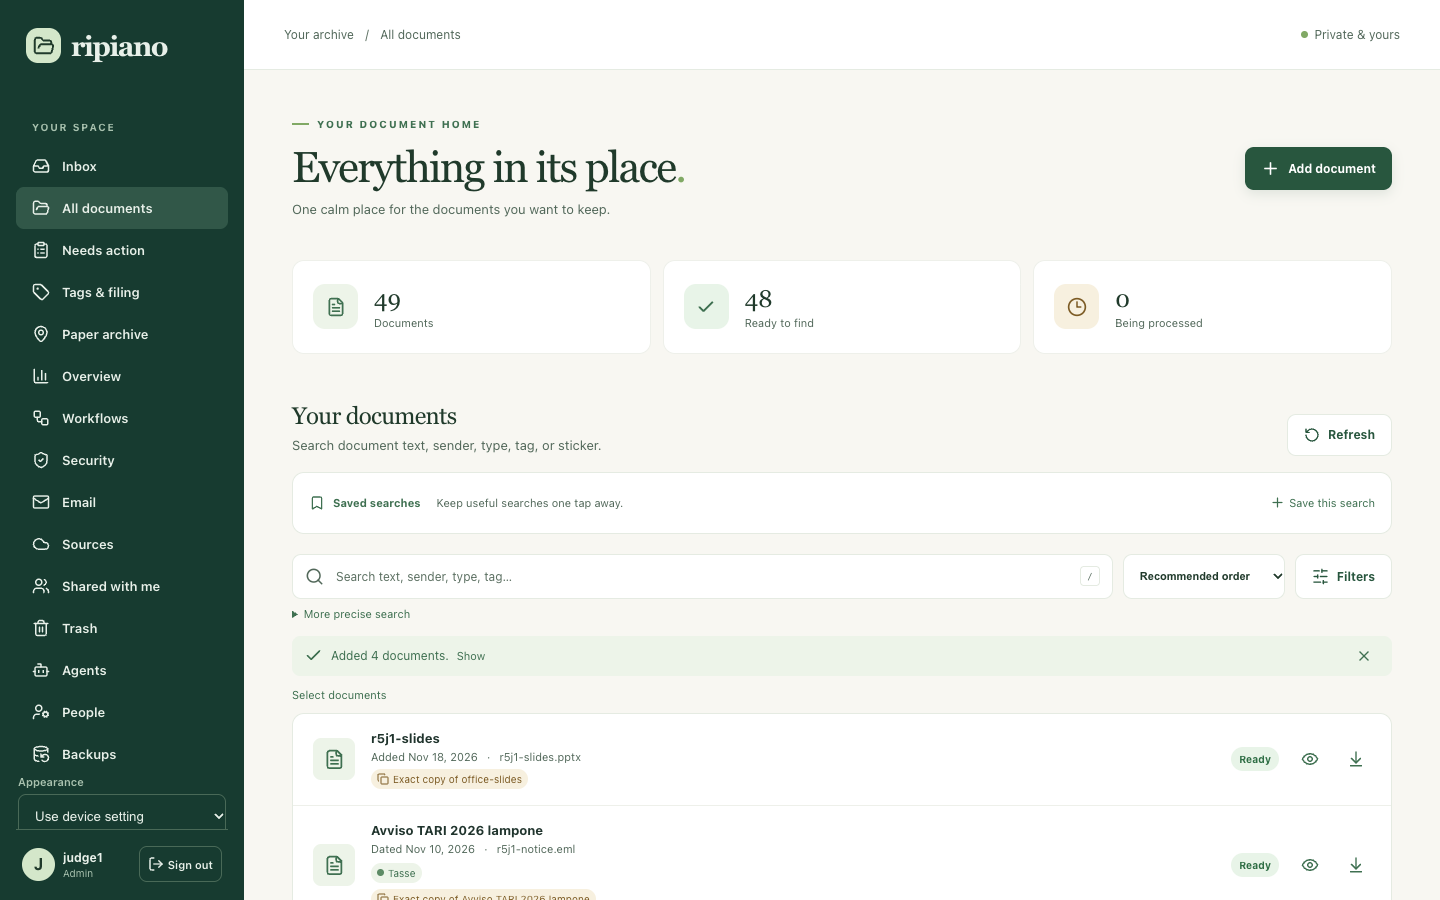 ripiano
YOUR SPACE
Inbox
All documents
Needs action
Tags & filing
Paper archive
Overview
Workflows
Security
Email
Sources
Shared with me
Trash
Agents
People
Backups
Appearance
Use device setting
J
judge1
Admin
Sign out
Your archive / All documents
Private & yours
YOUR DOCUMENT HOME
Everything in its place.
One calm place for the documents you want to keep.
Add document
49
Documents
48
Ready to find
0
Being processed
Your documents
Search document text, sender, type, tag, or sticker.
Refresh
Saved searches Keep useful searches one tap away.
Save this search
Search text, sender, type, tag...
/
Recommended order
Filters
More precise search
Added 4 documents. Show
Select documents
r5j1-slides
Added Nov 18, 2026 · r5j1-slides.pptx
Exact copy of office-slides
Ready
Avviso TARI 2026 lampone
Dated Nov 10, 2026 · r5j1-notice.eml
Tasse
Exact copy of Avviso TARI 2026 lampone
Ready